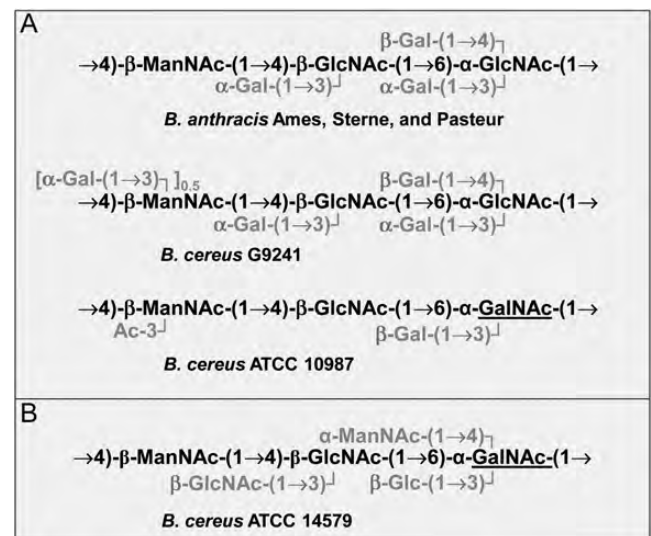 A
β-Gal-(1→4)┐
→4)-β-ManNAc-(1→4)-β-GlcNAc-(1→6)-α-GlcNAc-(1→
α-Gal-(1→3)┘ α-Gal-(1→3)┘
B. anthracis Ames, Sterne, and Pasteur
[α-Gal-(1→3)┐]0.5 β-Gal-(1→4)┐
→4)-β-ManNAc-(1→4)-β-GlcNAc-(1→6)-α-GlcNAc-(1→
α-Gal-(1→3)┘ α-Gal-(1→3)┘
B. cereus G9241
→4)-β-ManNAc-(1→4)-β-GlcNAc-(1→6)-α-GalNAc-(1→
Ac-3┘ β-Gal-(1→3)┘
B. cereus ATCC 10987
B
α-ManNAc-(1→4)┐
→4)-β-ManNAc-(1→4)-β-GlcNAc-(1→6)-α-GalNAc-(1→
β-GlcNAc-(1→3)┘ β-Glc-(1→3)┘
B. cereus ATCC 14579